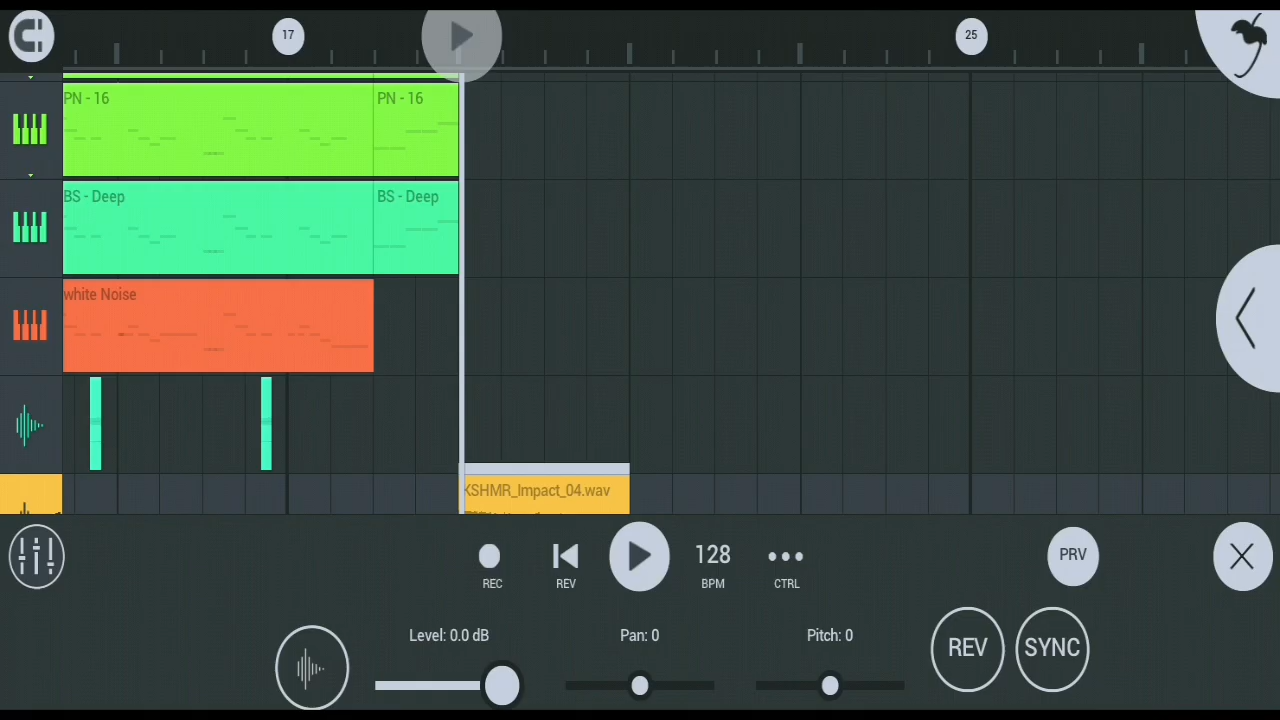 17
25
PN - 16
PN - 16
BS - Deep
BS - Deep
white Noise
KSHMR_Impact_04.wav
128
PRV
REC
REV
BPM
CTRL
Level: 0.0 dB
Pan: 0
Pitch: 0
REV
SYNC